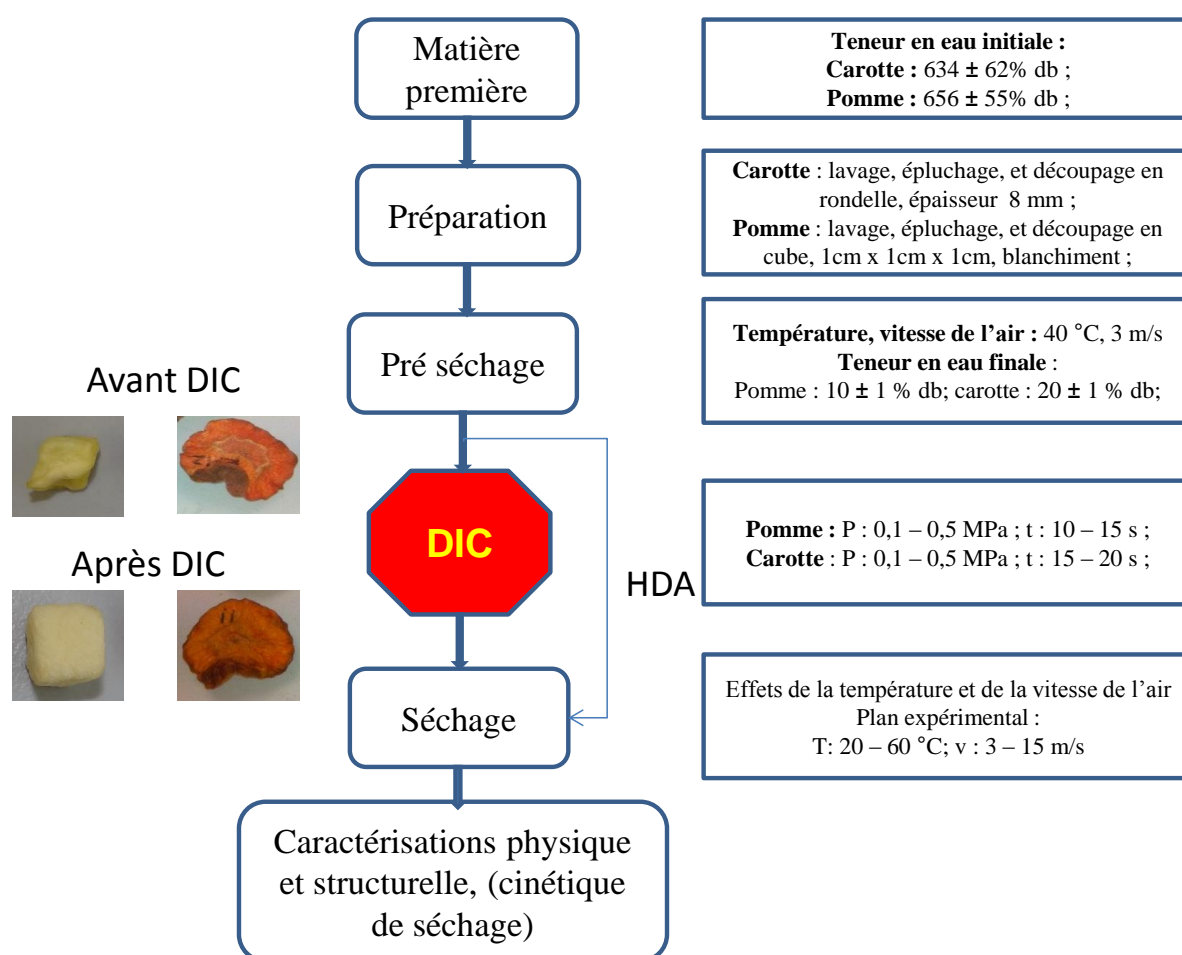 Matière
première
Teneur en eau initiale :
Carotte : 634 ± 62% db ;
Pomme : 656 ± 55% db ;
Préparation
Carotte : lavage, épluchage, et découpage en
rondelle, épaisseur 8 mm ;
Pomme : lavage, épluchage, et découpage en
cube, 1cm x 1cm x 1cm, blanchiment ;
Pré séchage
Température, vitesse de l’air : 40 °C, 3 m/s
Teneur en eau finale :
Pomme : 10 ± 1 % db; carotte : 20 ± 1 % db;
Avant DIC
DIC
Après DIC
HDA
Pomme : P : 0,1 – 0,5 MPa ; t : 10 – 15 s ;
Carotte : P : 0,1 – 0,5 MPa ; t : 15 – 20 s ;
Séchage
Effets de la température et de la vitesse de l’air
Plan expérimental :
T: 20 – 60 °C; v : 3 – 15 m/s
Caractérisations physique
et structurelle, (cinétique
de séchage)